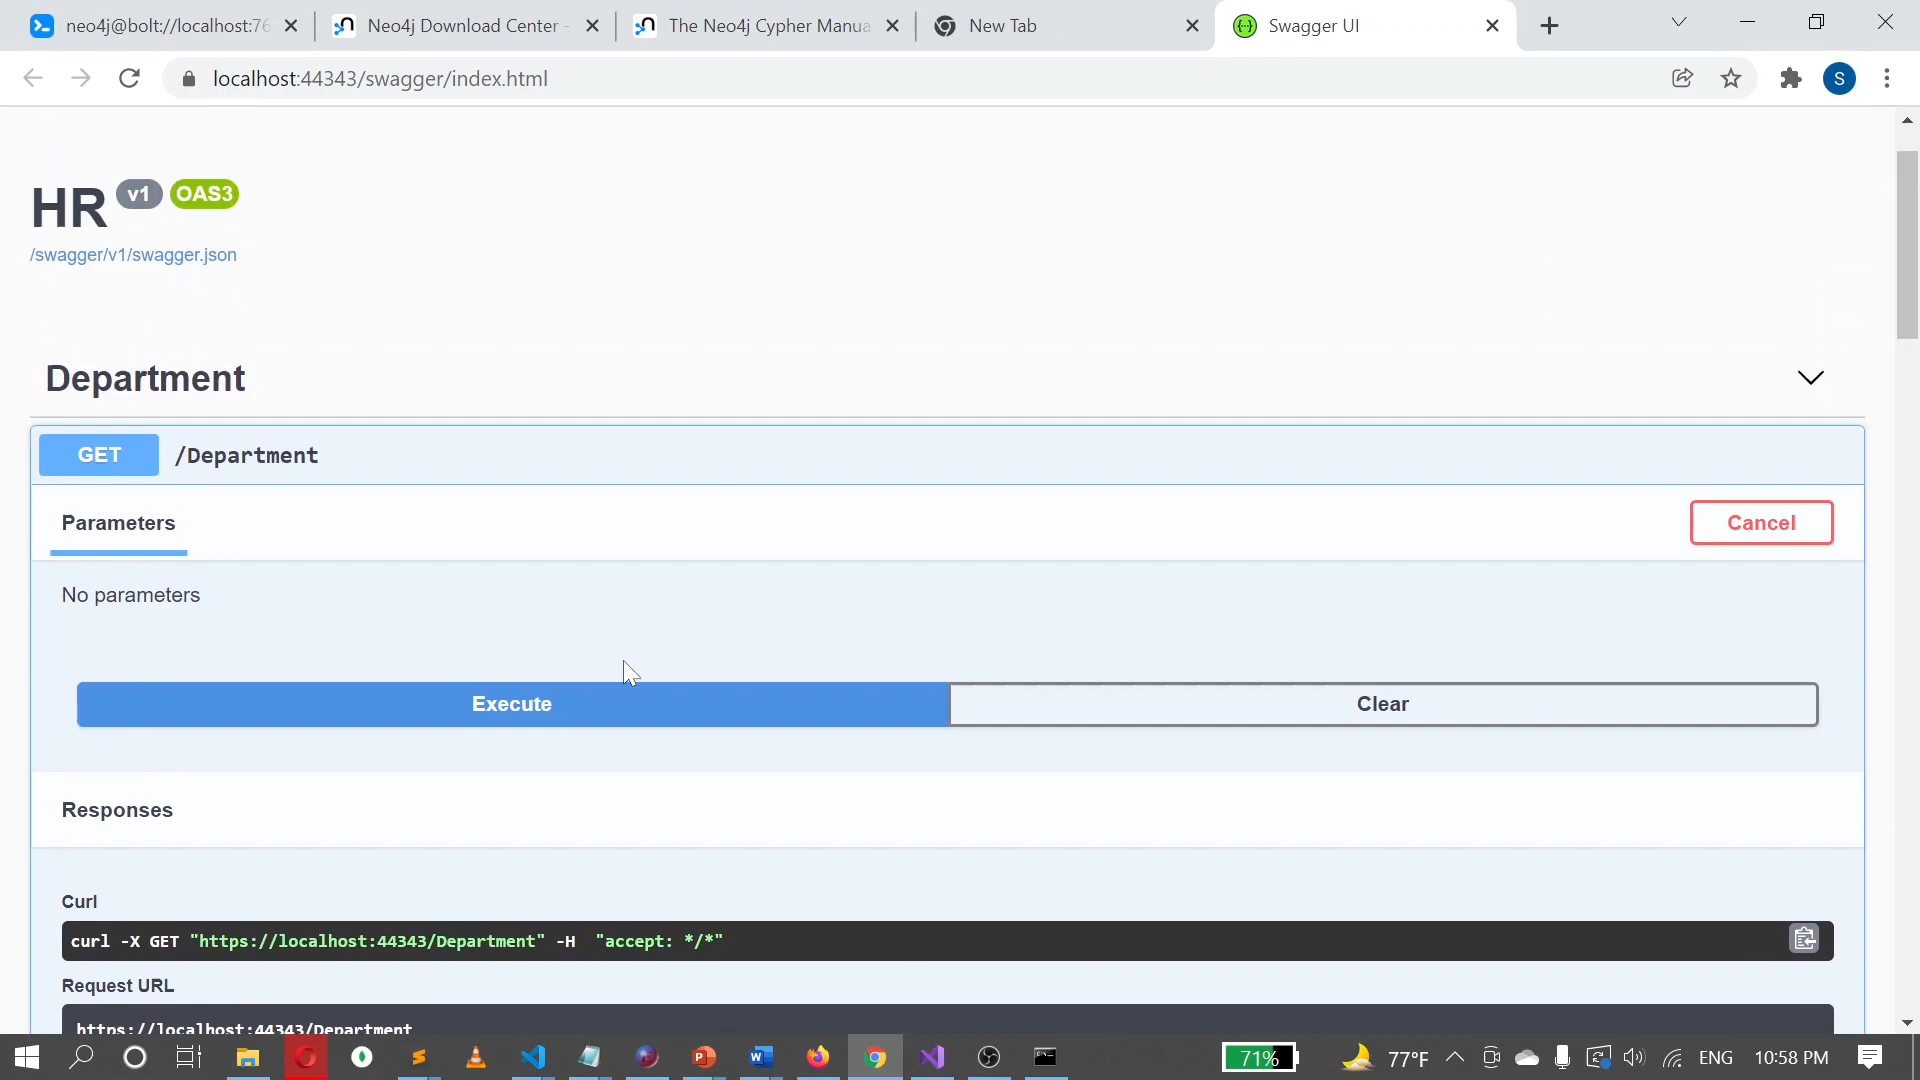 neo4j@bolt://localhost:76
Neo4j Download Center -
The Neo4j Cypher Manua
New Tab
Swagger UI
localhost:44343/swagger/index.html
S
HR v1 OAS3
/swagger/v1/swagger.json
Department
GET /Department
Parameters
Cancel
No parameters
Execute
Clear
Responses
Curl
curl -X GET "https://localhost:44343/Department" -H  "accept: */*"
Request URL
https://localhost:44343/Department
71%
77°F
ENG
10:58 PM